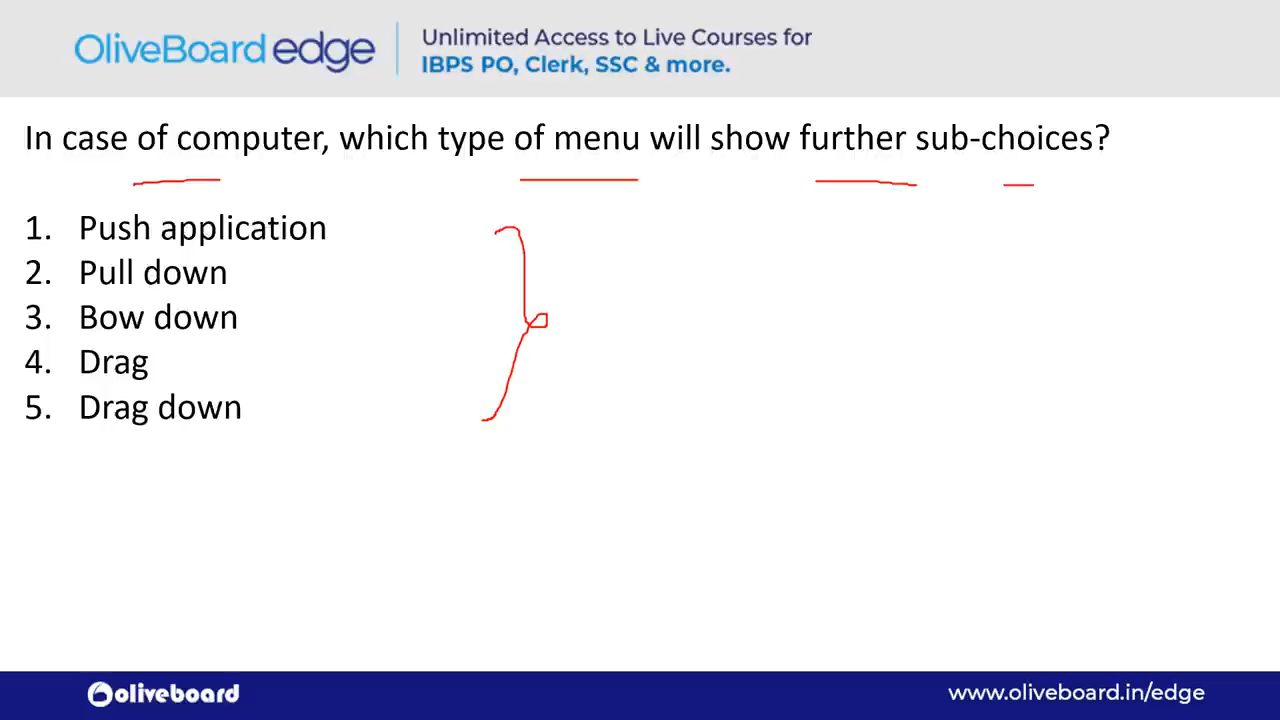 OliveBoard edge
Unlimited Access to Live Courses for
IBPS PO, Clerk, SSC & more.
In case of computer, which type of menu will show further sub-choices?
1. Push application
2. Pull down
3. Bow down
4. Drag
5. Drag down
oliveboard
www.oliveboard.in/edge